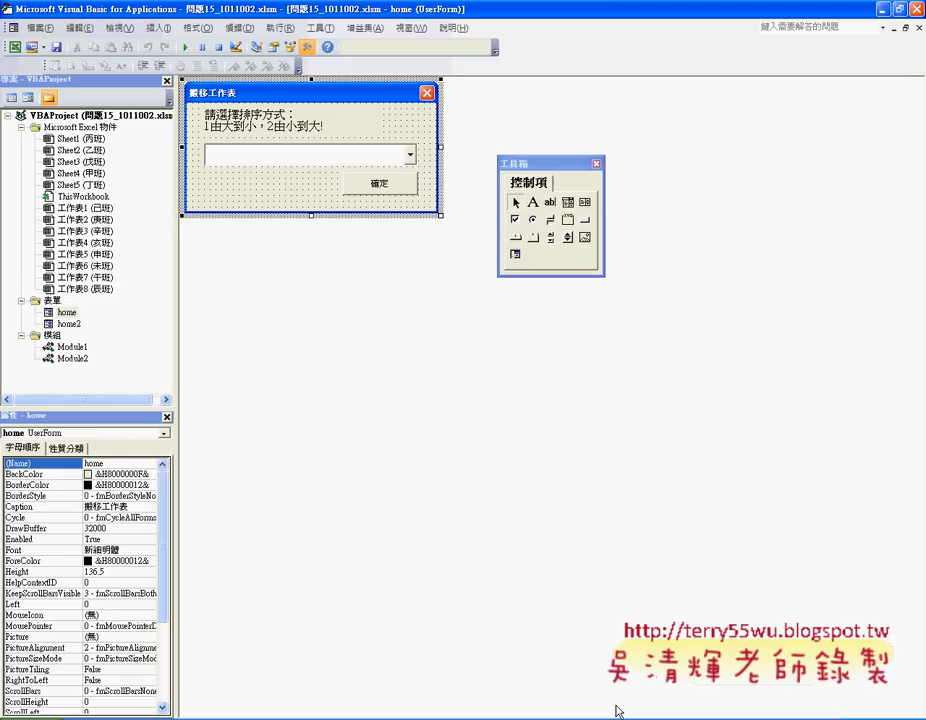 Microsoft Visual Basic for Applications - 問題15_1011002.xlsm - [問題15_1011002.xlsm - home (UserForm)]
檔案(F) 編輯(E) 檢視(V) 插入(I) 格式(O) 偵錯(D) 執行(R) 工具(T) 增益集(A) 視窗(W) 說明(H)
鍵入需要解答的問題
專案 - VBAProject
VBAProject (問題15_1011002.xlsm
Microsoft Excel 物件
Sheet1 (丙班)
Sheet2 (乙班)
Sheet3 (戊班)
Sheet4 (甲班)
Sheet5 (丁班)
ThisWorkbook
工作表1 (己班)
工作表2 (庚班)
工作表3 (辛班)
工作表4 (亥班)
工作表5 (申班)
工作表6 (未班)
工作表7 (午班)
工作表8 (辰班)
表單
home
home2
模組
Module1
Module2
搬移工作表
請選擇排序方式：
1由大到小，2由小到大!
確定
工具箱
控制項
屬性 - home
home UserForm
字母順序 性質分類
(Name) home
BackColor &H8000000F&
BorderColor &H80000012&
BorderStyle 0 - fmBorderStyleNo
Caption 搬移工作表
Cycle 0 - fmCycleAllForms
DrawBuffer 32000
Enabled True
Font 新細明體
ForeColor &H80000012&
Height 136.5
HelpContextID 0
KeepScrollBarsVisible 3 - fmScrollBarsBoth
Left 0
MouseIcon (無)
MousePointer 0 - fmMousePointerD
Picture (無)
PictureAlignment 2 - fmPictureAlignme
PictureSizeMode 0 - fmPictureSizeMod
PictureTiling False
RightToLeft False
ScrollBars 0 - fmScrollBarsNone
ScrollHeight 0
http://terry55wu.blogspot.tw
吳清輝老師錄製